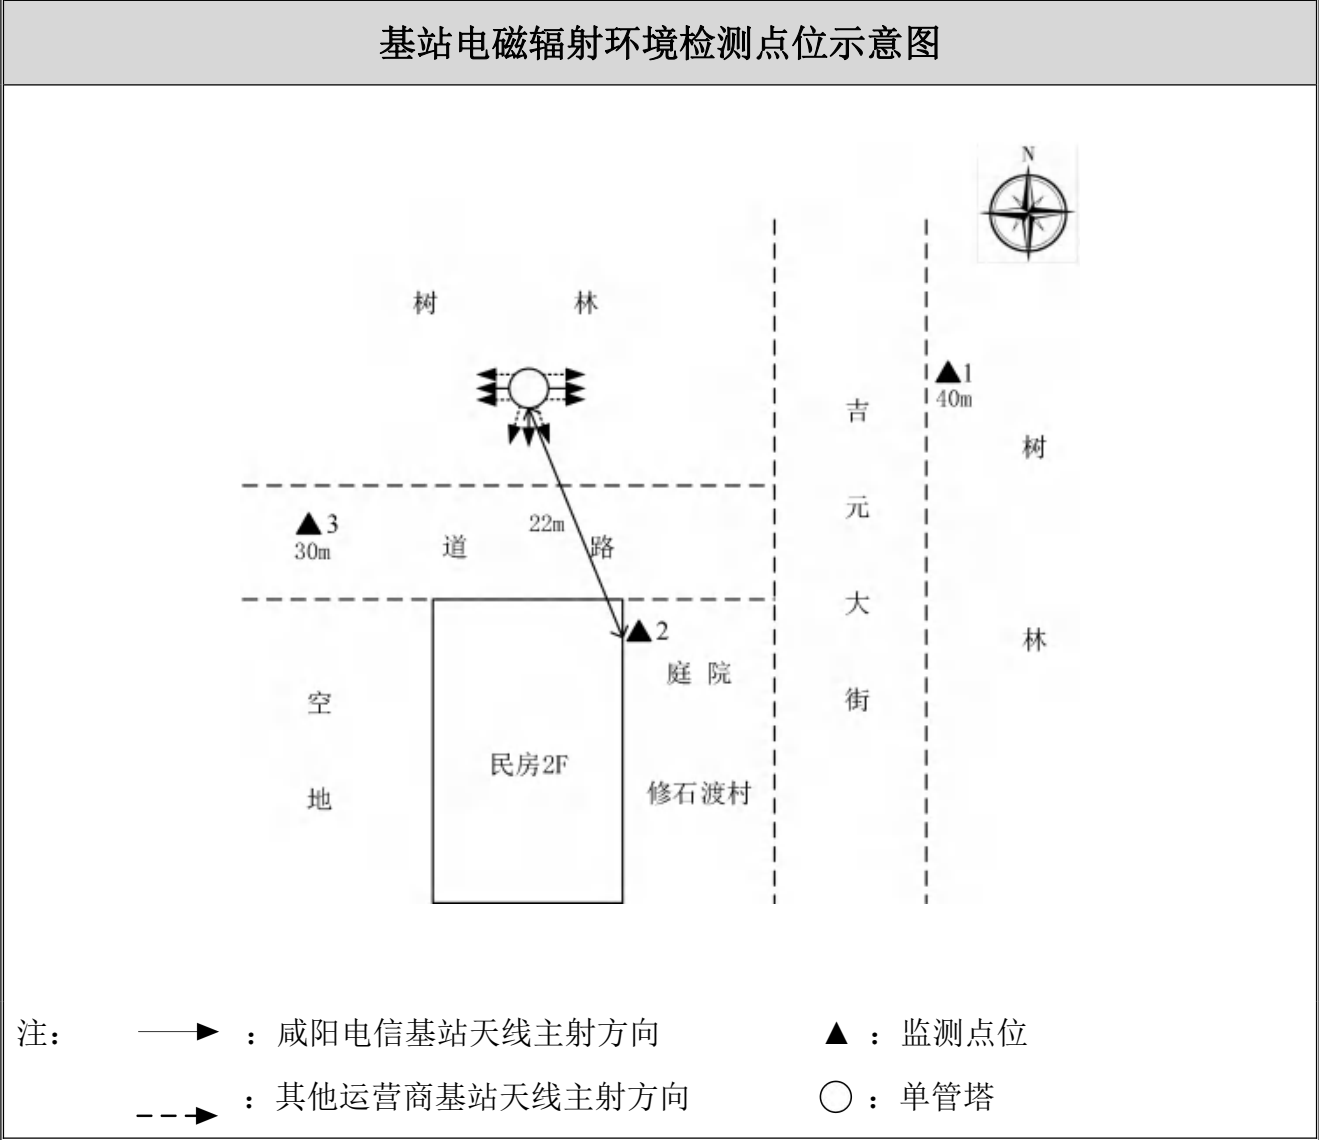 基站电磁辐射环境检测点位示意图
N
树 林
▲1
40m
吉元大街
树林
▲3
30m
22m
道 路
▲2
庭 院
空地
民房2F
修石渡村
注： ：咸阳电信基站天线主射方向 ▲ ：监测点位
：其他运营商基站天线主射方向 ：单管塔